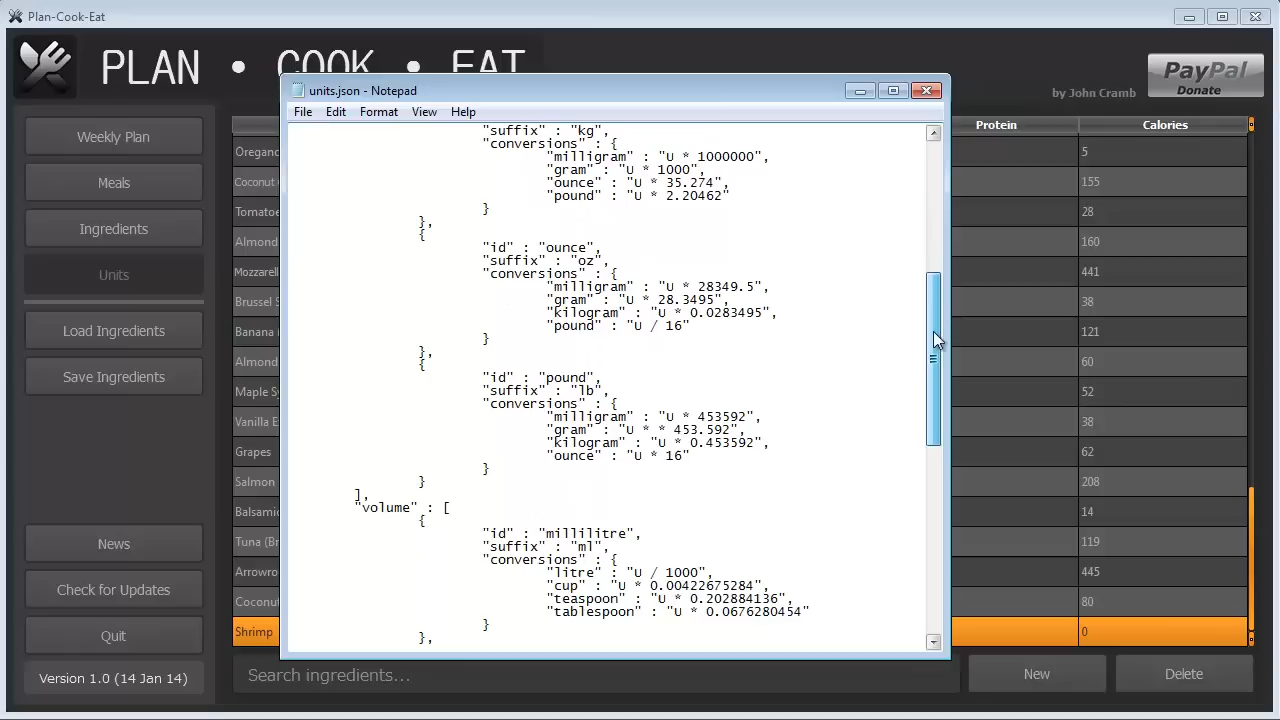 Plan-Cook-Eat
PLAN • COOK • EAT
by John Cramb
PayPal
Donate
Weekly Plan
Meals
Ingredients
Units
Load Ingredients
Save Ingredients
News
Check for Updates
Quit
Version 1.0 (14 Jan 14)
units.json - Notepad
File Edit Format View Help
"suffix" : "kg",
"conversions" : {
"milligram" : "U * 1000000",
"gram" : "U * 1000",
"ounce" : "U * 35.274",
"pound" : "U * 2.20462"
}
},
{
"id" : "ounce",
"suffix" : "oz",
"conversions" : {
"milligram" : "U * 28349.5",
"gram" : "U * 28.3495",
"kilogram" : "U * 0.0283495",
"pound" : "U / 16"
}
},
{
"id" : "pound",
"suffix" : "lb",
"conversions" : {
"milligram" : "U * 453592",
"gram" : "U * * 453.592",
"kilogram" : "U * 0.453592",
"ounce" : "U * 16"
}
}
],
"volume" : [
{
"id" : "millilitre",
"suffix" : "ml",
"conversions" : {
"litre" : "U / 1000",
"cup" : "U * 0.00422675284",
"teaspoon" : "U * 0.202884136",
"tablespoon" : "U * 0.0676280454"
}
},
Protein Calories
Oregano 5
Coconut 155
Tomatoe 28
Almond 160
Mozzarell 441
Brussel S 38
Banana ( 121
Almond 60
Maple Sy 52
Vanilla E 38
Grapes 62
Salmon 208
Balsamic 14
Tuna (Br 119
Arrowro 445
Coconut 80
Shrimp 0
Search ingredients...
New
Delete